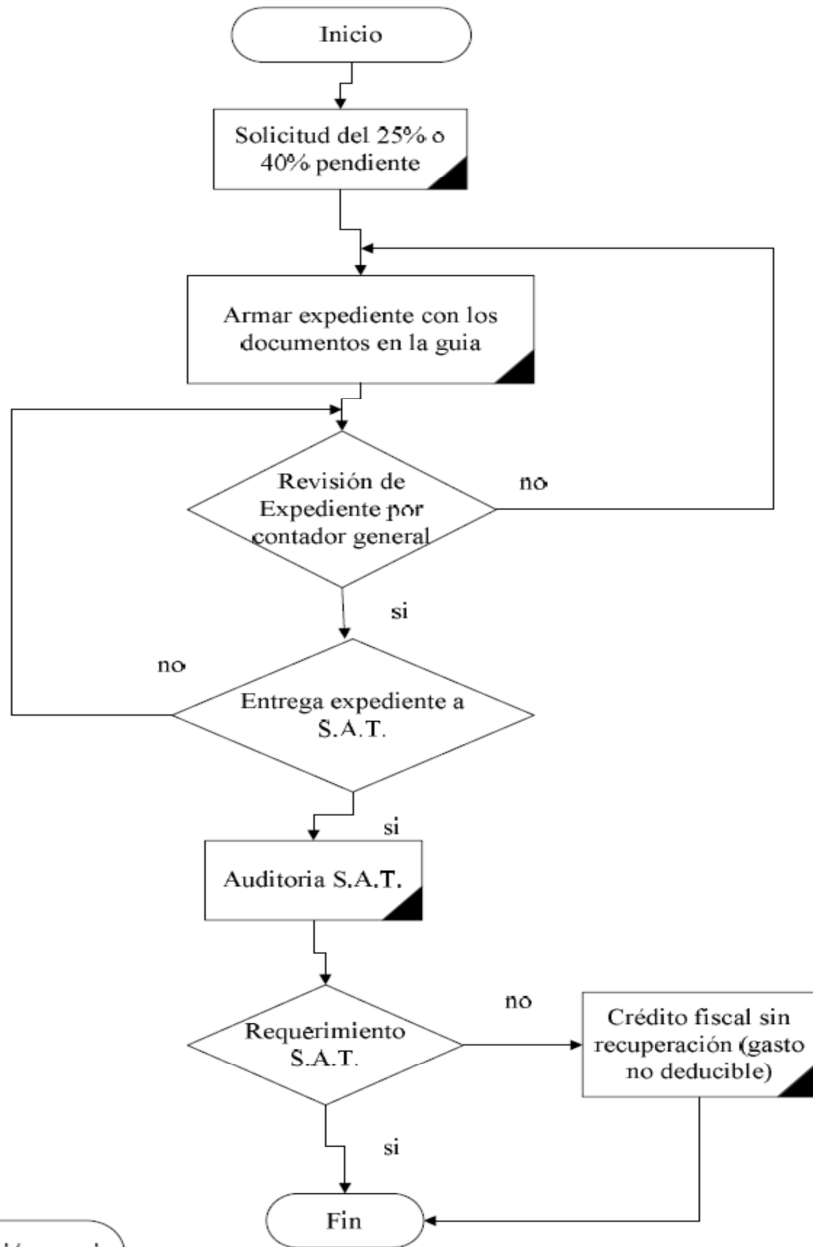 Inicio
Solicitud del 25% o
40% pendiente
Armar expediente con los
documentos en la guia
Revisión de
Expediente por
contador general
no
si
no
Entrega expediente a
S.A.T.
si
Auditoria S.A.T.
Requerimiento
S.A.T.
no
Crédito fiscal sin
recuperación (gasto
no deducible)
si
Fin